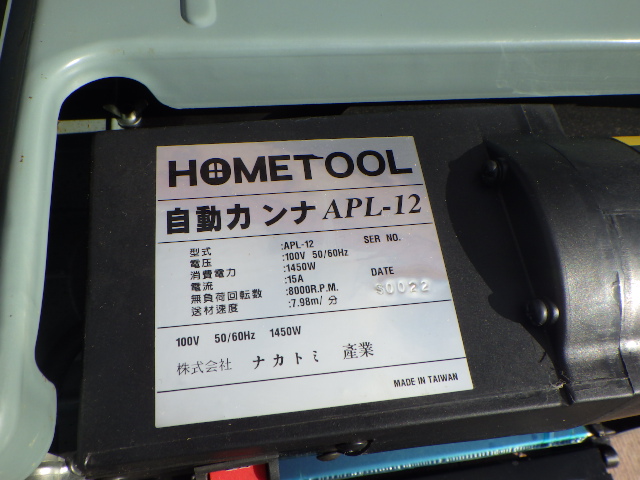 HOMETOOL
自動カンナ APL-12
型式 :APL-12 SER NO.
電圧 :100V 50/60Hz
消費電力 :1450W
電流 :15A DATE
無負荷回転数 :8000R.P.M.
送材速度 :7.98m/分
100V 50/60Hz 1450W
株式会社 ナカトミ 產業
MADE IN TAIWAN